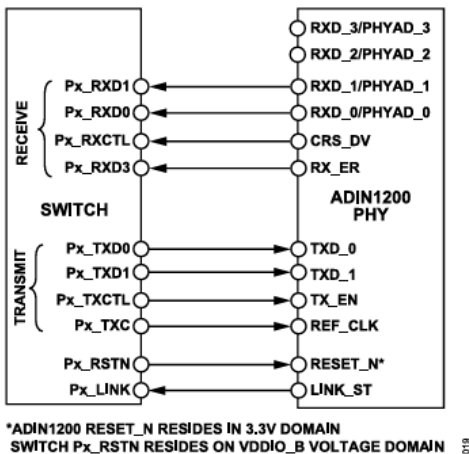 RXD_3/PHYAD_3
RXD_2/PHYAD_2
Px_RXD1 RXD_1/PHYAD_1
Px_RXD0 RXD_0/PHYAD_0
RECEIVE
Px_RXCTL CRS_DV
Px_RXD3 RX_ER
SWITCH
ADIN1200
PHY
Px_TXD0 TXD_0
Px_TXD1 TXD_1
TRANSMIT
Px_TXCTL TX_EN
Px_TXC REF_CLK
Px_RSTN RESET_N*
Px_LINK LINK_ST
*ADIN1200 RESET_N RESIDES IN 3.3V DOMAIN
SWITCH Px_RSTN RESIDES ON VDDIO_B VOLTAGE DOMAIN
019